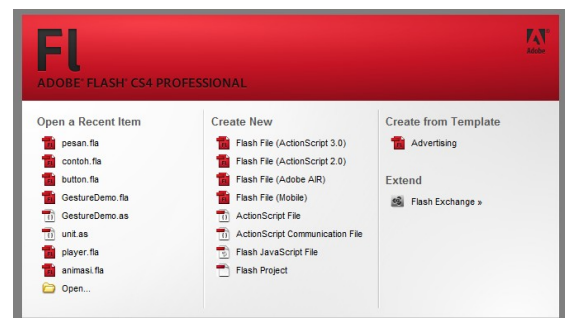 Fl
Adobe
ADOBE® FLASH® CS4 PROFESSIONAL
Open a Recent Item
pesan.fla
contoh.fla
button.fla
GestureDemo.fla
GestureDemo.as
unit.as
player.fla
animasi.fla
Open...
Create New
Flash File (ActionScript 3.0)
Flash File (ActionScript 2.0)
Flash File (Adobe AIR)
Flash File (Mobile)
ActionScript File
ActionScript Communication File
Flash JavaScript File
Flash Project
Create from Template
Advertising
Extend
Flash Exchange »